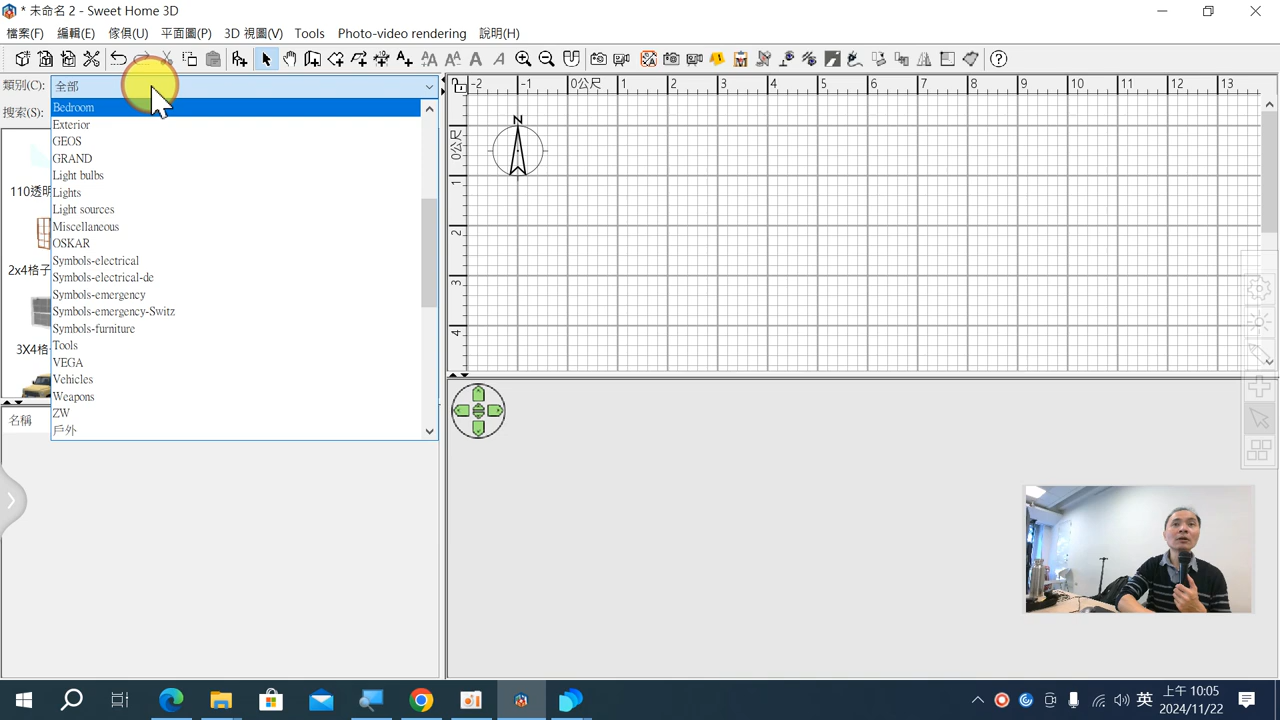 * 未命名 2 - Sweet Home 3D
檔案(F) 編輯(E) 傢俱(U) 平面圖(P) 3D 視圖(V) Tools Photo-video rendering 說明(H)
類別(C): 全部
搜索(S):
Bedroom
Exterior
GEOS
GRAND
Light bulbs
Lights
Light sources
Miscellaneous
OSKAR
Symbols-electrical
Symbols-electrical-de
Symbols-emergency
Symbols-emergency-Switz
Symbols-furniture
Tools
VEGA
Vehicles
Weapons
ZW
戶外
110透明
2x4格子
3X4格
名稱
-2 -1 0公尺 1 2 3 4 5 6 7 8 9 10 11 12 13
0公尺
1
2
3
4
N
英
上午 10:05
2024/11/22